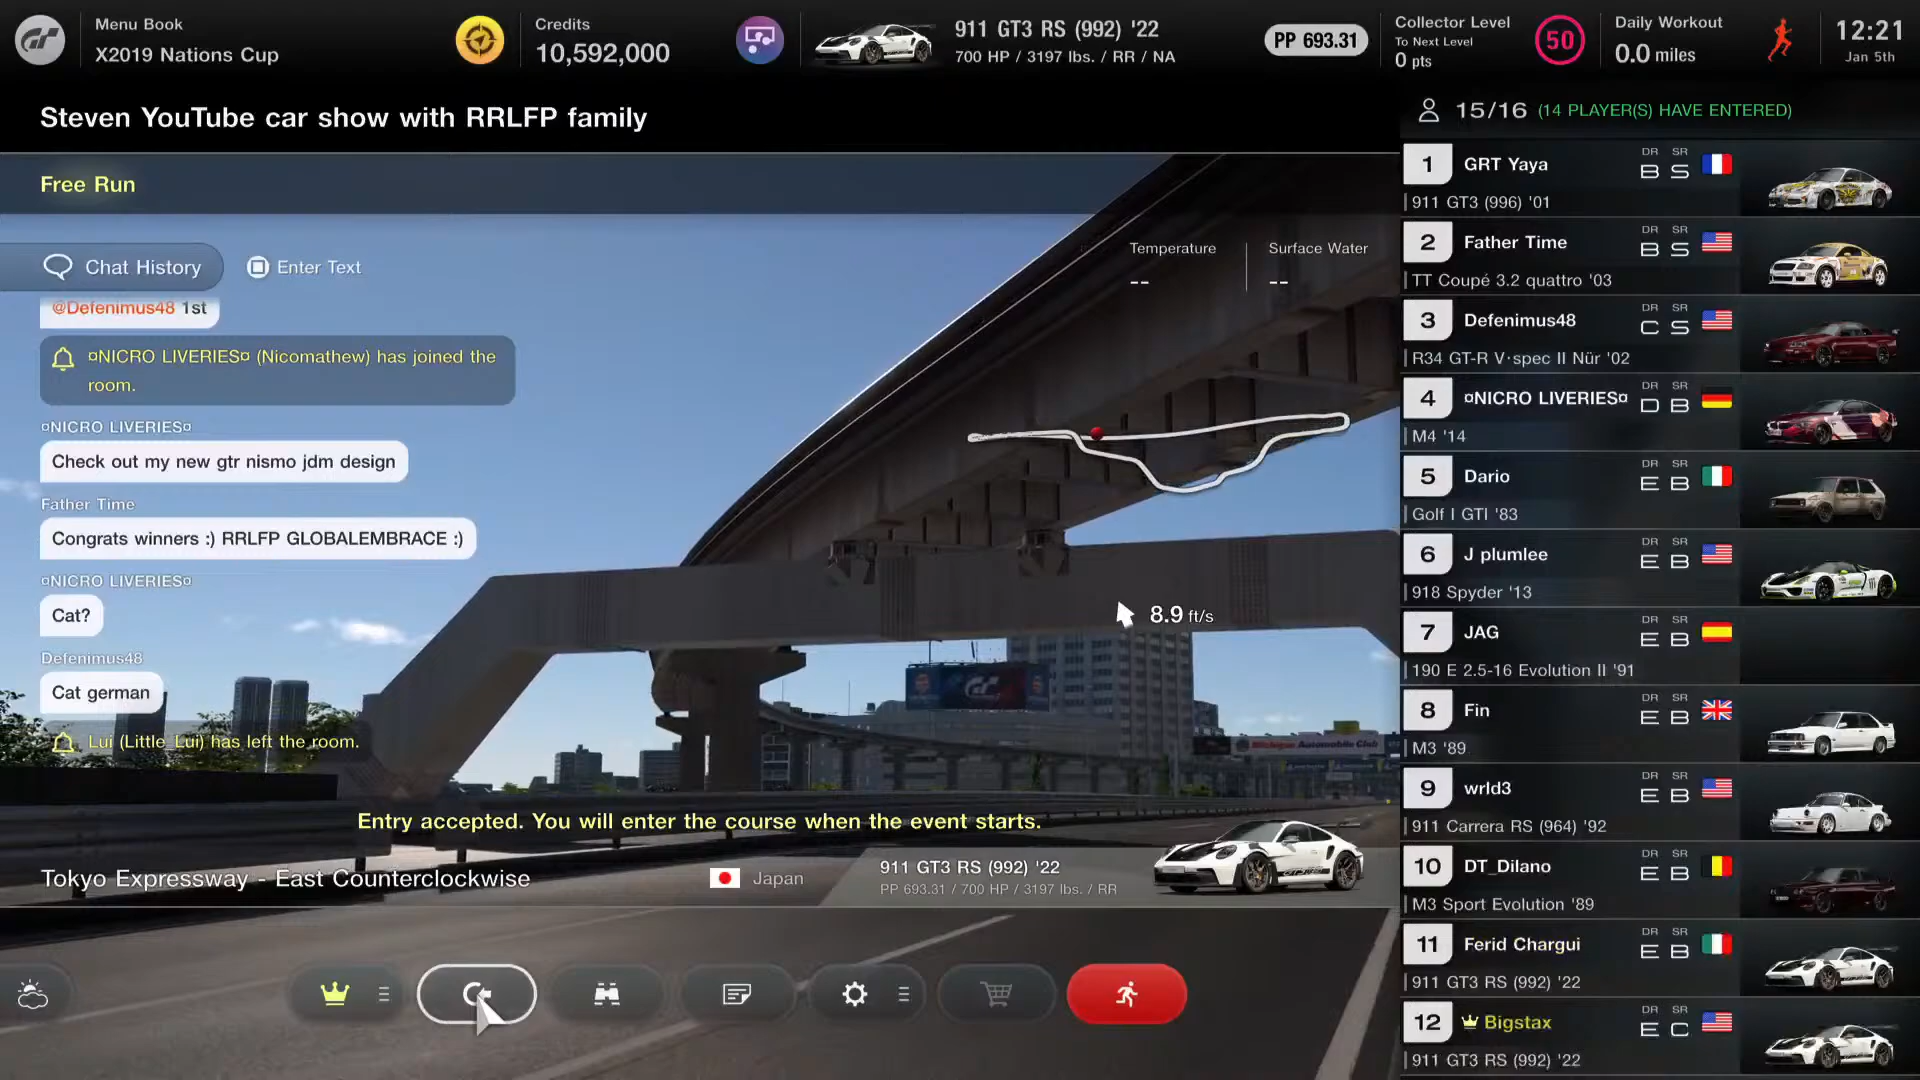 Menu Book
X2019 Nations Cup
Credits
10,592,000
911 GT3 RS (992) '22
700 HP / 3197 lbs. / RR / NA
PP 693.31
Collector Level
To Next Level
0 pts
50
Daily Workout
0.0 miles
12:21
Jan 5th
Steven YouTube car show with RRLFP family
Free Run
Chat History
Enter Text
Temperature
--
Surface Water
--
@Defenimus48 1st
¤NICRO LIVERIES¤ (Nicomathew) has joined the
room.
¤NICRO LIVERIES¤
Check out my new gtr nismo jdm design
Father Time
Congrats winners :) RRLFP GLOBALEMBRACE :)
¤NICRO LIVERIES¤
Cat?
Defenimus48
Cat german
Lui (Little_Lui) has left the room.
8.9 ft/s
Entry accepted. You will enter the course when the event starts.
Tokyo Expressway - East Counterclockwise
Japan
911 GT3 RS (992) '22
PP 693.31 / 700 HP / 3197 lbs. / RR
15/16 (14 PLAYER(S) HAVE ENTERED)
1 GRT Yaya DR B SR S
911 GT3 (996) '01
2 Father Time DR B SR S
TT Coupé 3.2 quattro '03
3 Defenimus48 DR C SR S
R34 GT-R V·spec II Nür '02
4 ¤NICRO LIVERIES¤ DR D SR B
M4 '14
5 Dario DR E SR B
Golf I GTI '83
6 J plumlee DR E SR B
918 Spyder '13
7 JAG DR E SR B
190 E 2.5-16 Evolution II '91
8 Fin DR E SR B
M3 '89
9 wrld3 DR E SR B
911 Carrera RS (964) '92
10 DT_Dilano DR E SR B
M3 Sport Evolution '89
11 Ferid Chargui DR E SR B
911 GT3 RS (992) '22
12 Bigstax DR E SR C
911 GT3 RS (992) '22